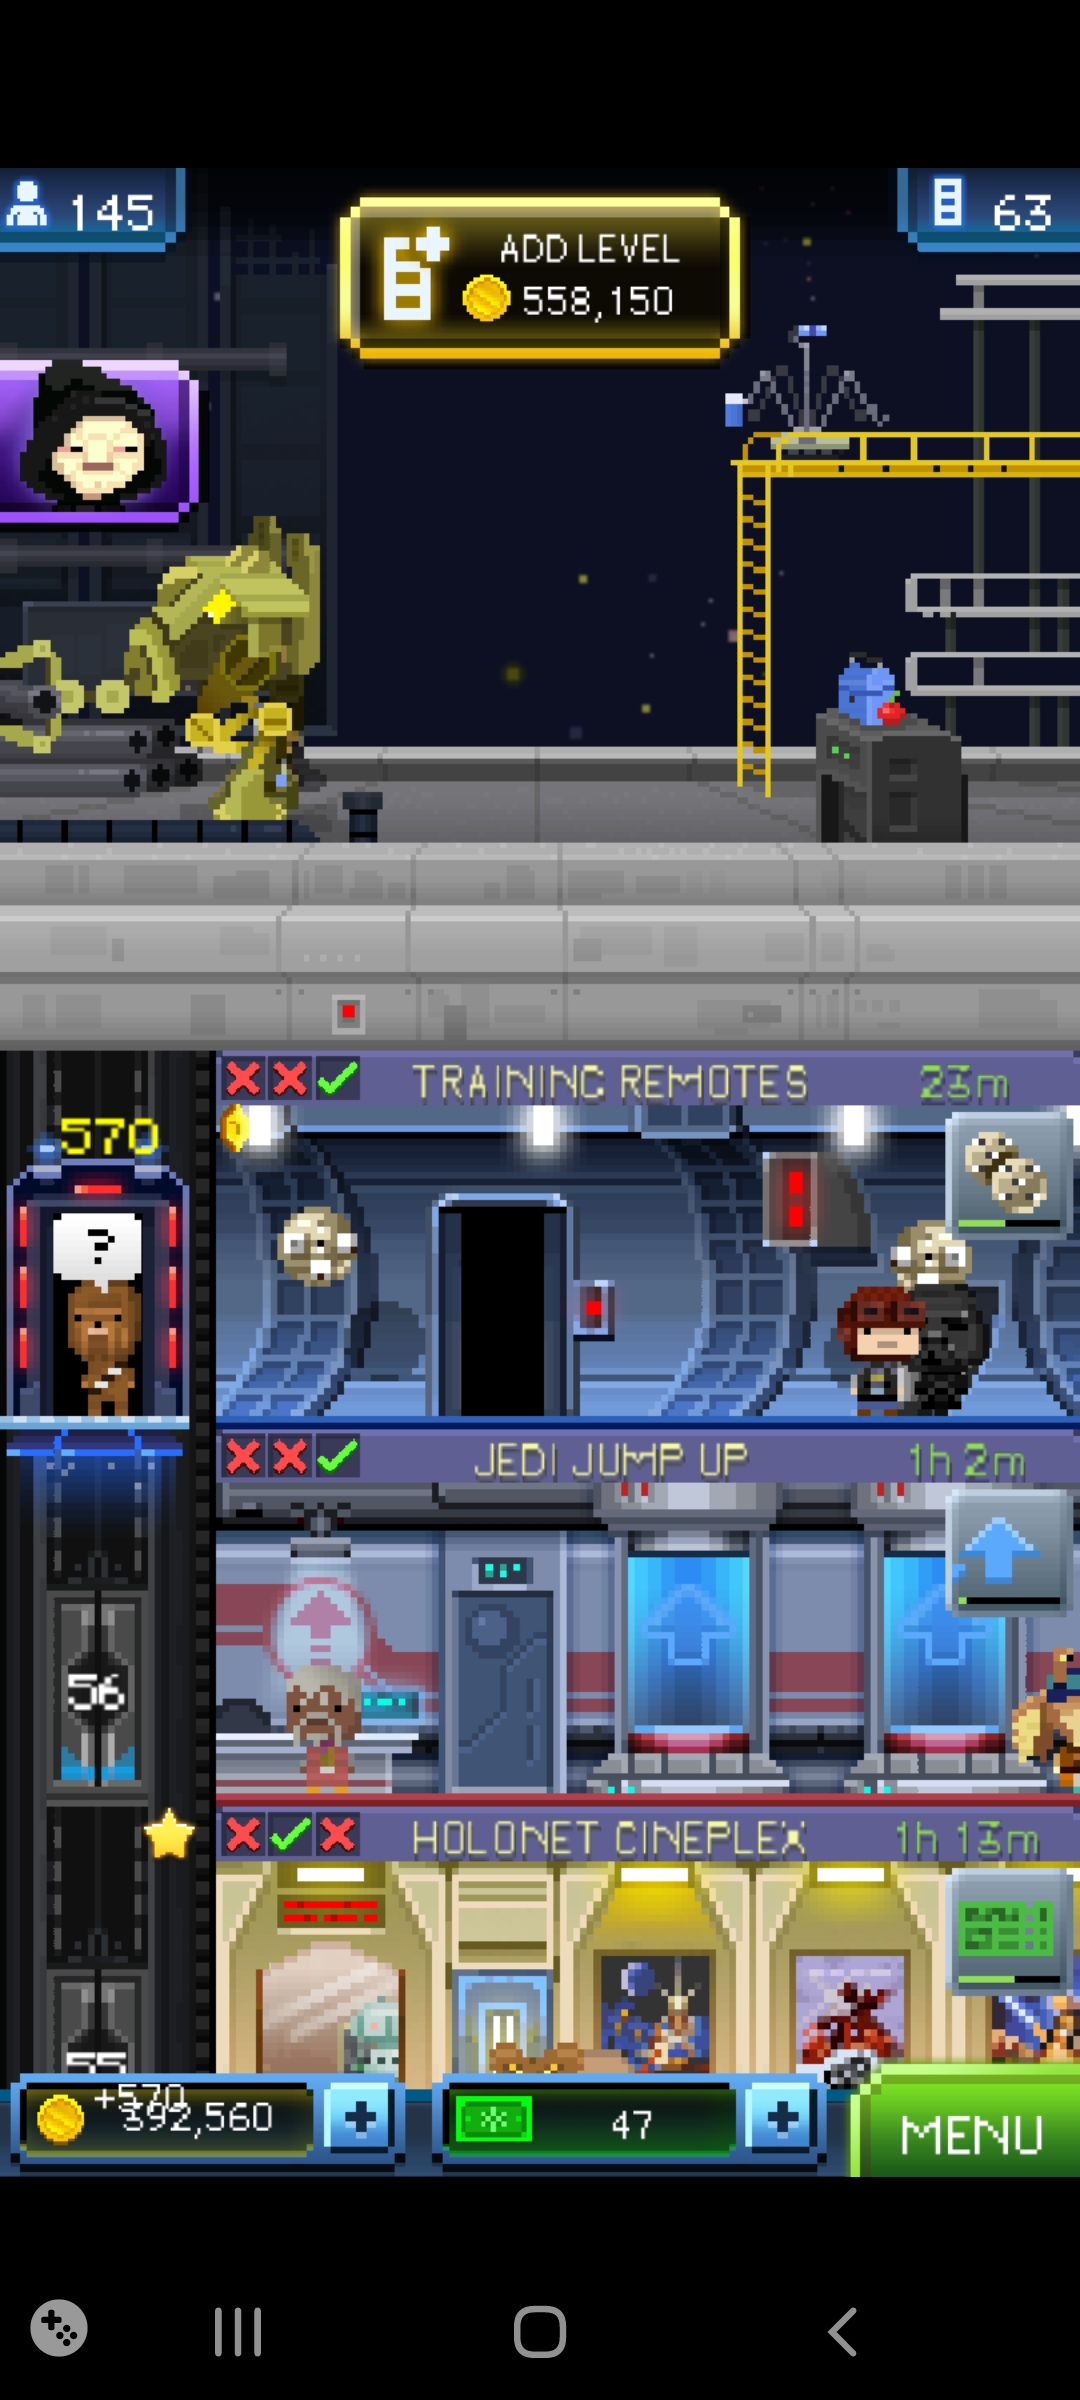 145
ADD LEVEL
558,150
63
TRAINING REMOTES 23m
570
?
JEDI JUMP UP 1h 2m
56
HOLONET CINEPLEX 1h 13m
55
+570
392,560
47
MENU